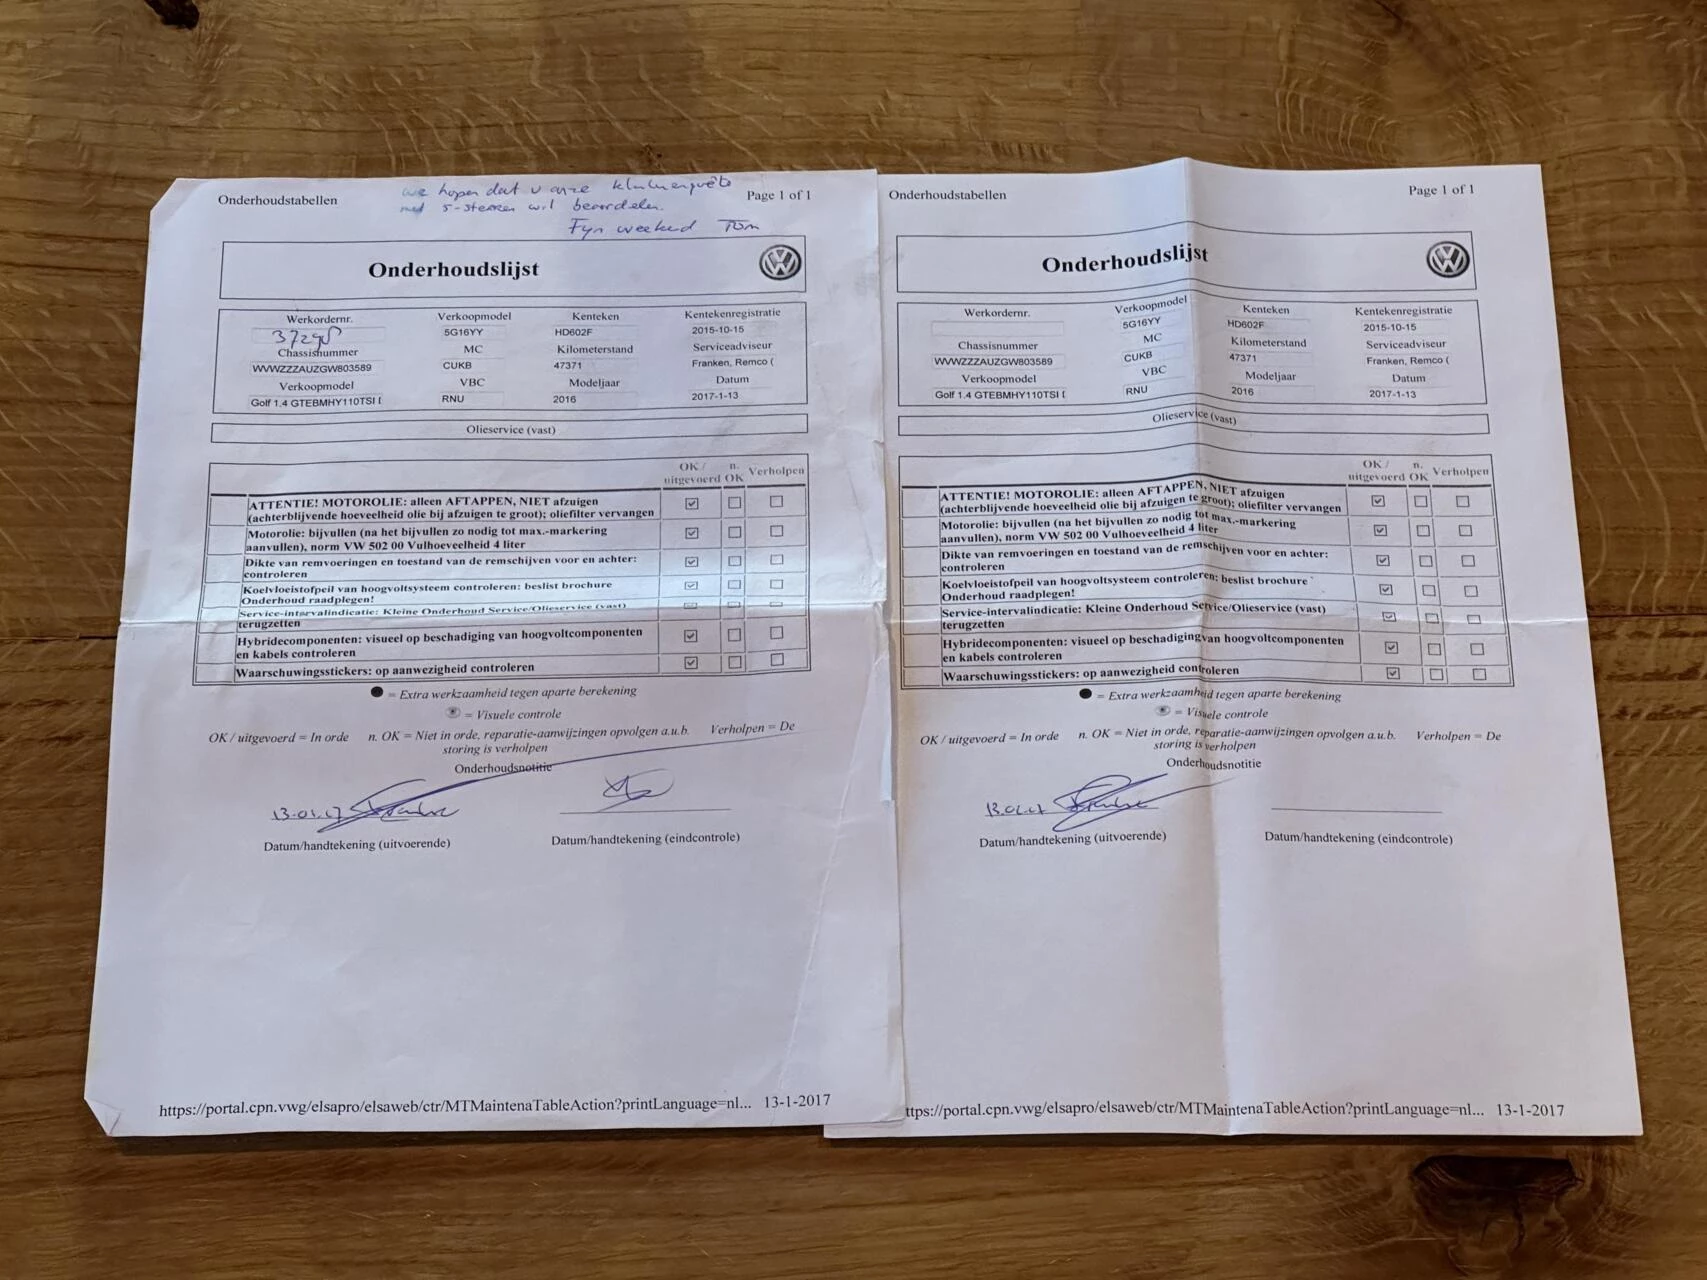 Onderhoudstabellen
we hopen dat u onze klantenquête
met 5-sterren wil beoordelen.
Fijn weekend Tom
Page 1 of 1
Onderhoudslijst
Werkordernr.
Verkoopmodel
Kenteken
Kentekenregistratie
5G16YY
HD602F
2015-10-15
Chassisnummer
MC
Kilometerstand
Serviceadviseur
WVWZZZAUZGW803589
CUKB
47371
Franken, Remco (
Verkoopmodel
VBC
Modeljaar
Datum
Golf 1.4 GTEBMHY110TSI
RNU
2016
2017-1-13
Olieservice (vast)
OK /
uitgevoerd
n.
OK
Verholpen
ATTENTIE! MOTOROLIE: alleen AFTAPPEN, NIET afzuigen
(achterblijvende hoeveelheid olie bij afzuigen te groot); oliefilter vervangen
Motorolie: bijvullen (na het bijvullen zo nodig tot max.-markering
aanvullen), norm VW 502 00 Vulhoeveelheid 4 liter
Dikte van remvoeringen en toestand van de remschijven voor en achter:
controleren
Koelvloeistofpeil van hoogvoltsysteem controleren: beslist brochure
Onderhoud raadplegen!
Service-intervalindicatie: Kleine Onderhoud Service/Olieservice (vast)
terugzetten
Hybridecomponenten: visueel op beschadiging van hoogvoltcomponenten
en kabels controleren
Waarschuwingsstickers: op aanwezigheid controleren
= Extra werkzaamheid tegen aparte berekening
= Visuele controle
OK / uitgevoerd = In orde n. OK = Niet in orde, reparatie-aanwijzingen opvolgen a.u.b. Verholpen = De
storing is verholpen
Onderhoudsnotitie
13-01-17
Datum/handtekening (uitvoerende)
Datum/handtekening (eindcontrole)
https://portal.cpn.vwg/elsapro/elsaweb/ctr/MTMaintenaTableAction?printLanguage=nl... 13-1-2017
Onderhoudstabellen
Page 1 of 1
Onderhoudslijst
Werkordernr.
Verkoopmodel
Kenteken
Kentekenregistratie
5G16YY
HD602F
2015-10-15
Chassisnummer
MC
Kilometerstand
Serviceadviseur
WVWZZZAUZGW803589
CUKB
47371
Franken, Remco (
Verkoopmodel
VBC
Modeljaar
Datum
Golf 1.4 GTEBMHY110TSI
RNU
2016
2017-1-13
Olieservice (vast)
OK /
uitgevoerd
n.
OK
Verholpen
ATTENTIE! MOTOROLIE: alleen AFTAPPEN, NIET afzuigen
(achterblijvende hoeveelheid olie bij afzuigen te groot); oliefilter vervangen
Motorolie: bijvullen (na het bijvullen zo nodig tot max.-markering
aanvullen), norm VW 502 00 Vulhoeveelheid 4 liter
Dikte van remvoeringen en toestand van de remschijven voor en achter:
controleren
Koelvloeistofpeil van hoogvoltsysteem controleren: beslist brochure
Onderhoud raadplegen!
Service-intervalindicatie: Kleine Onderhoud Service/Olieservice (vast)
terugzetten
Hybridecomponenten: visueel op beschadiging van hoogvoltcomponenten
en kabels controleren
Waarschuwingsstickers: op aanwezigheid controleren
= Extra werkzaamheid tegen aparte berekening
= Visuele controle
OK / uitgevoerd = In orde n. OK = Niet in orde, reparatie-aanwijzingen opvolgen a.u.b. Verholpen = De
storing is verholpen
Onderhoudsnotitie
13.01.17
Datum/handtekening (uitvoerende)
Datum/handtekening (eindcontrole)
ttps://portal.cpn.vwg/elsapro/elsaweb/ctr/MTMaintenaTableAction?printLanguage=nl... 13-1-2017